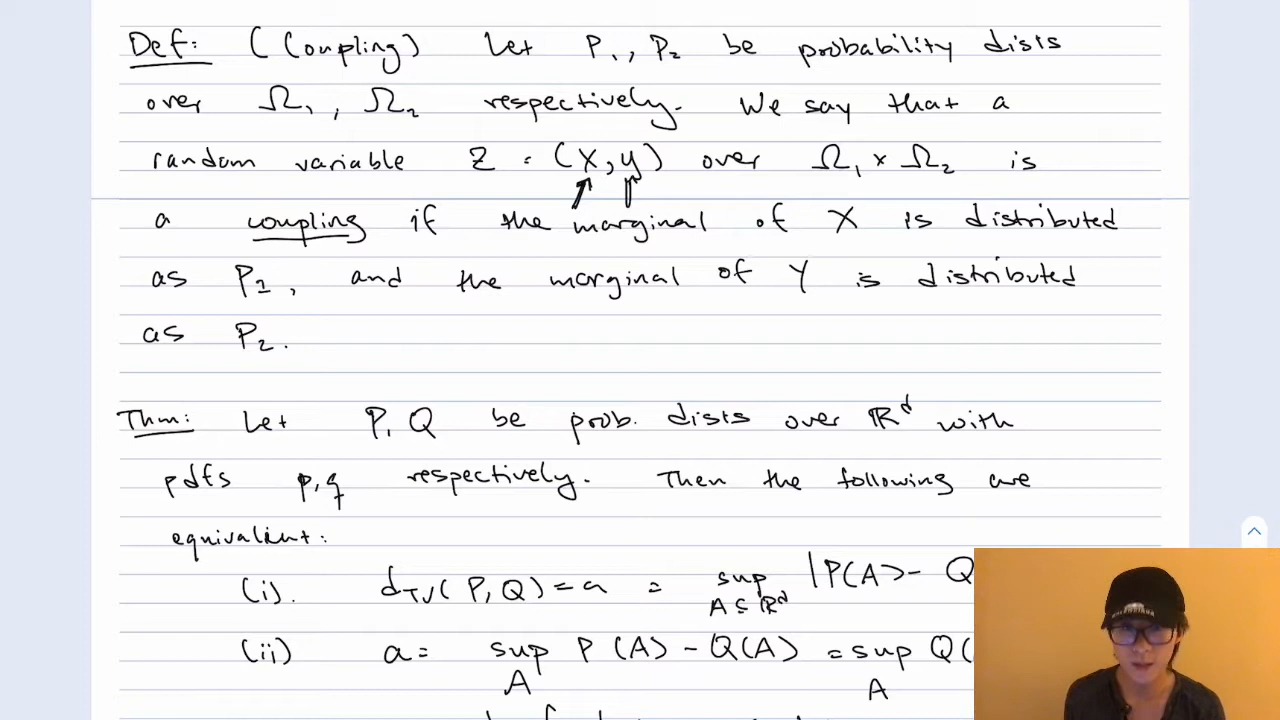 Def: (Coupling) Let P₁, P₂ be probability dists
over Ω₁, Ω₂ respectively. We say that a
random variable Z = (X, Y) over Ω₁ × Ω₂ is
a coupling if the marginal of X is distributed
as P₁, and the marginal of Y is distributed
as P₂.
Thm: Let P, Q be prob. dists over ℝᵈ with
pdfs p, q respectively. Then the following are
equivalent:
(i). d_TV(P, Q) = a = sup_{A ⊆ ℝᵈ} |P(A) - Q
(ii) a = sup_A P(A) - Q(A) = sup_A Q(